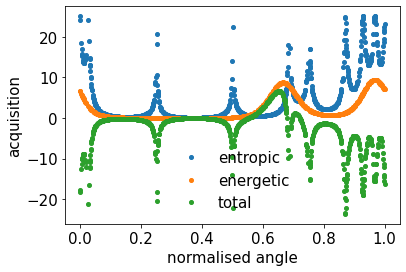 20
10
0
−10
−20
acquisition
entropic
energetic
total
0.0 0.2 0.4 0.6 0.8 1.0
normalised angle